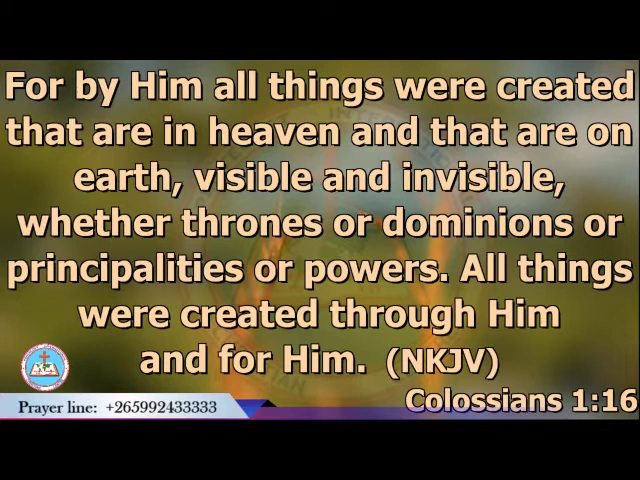 For by Him all things were created
that are in heaven and that are on
earth, visible and invisible,
whether thrones or dominions or
principalities or powers. All things
were created through Him
and for Him. (NKJV)
Colossians 1:16
Prayer line: +265992433333